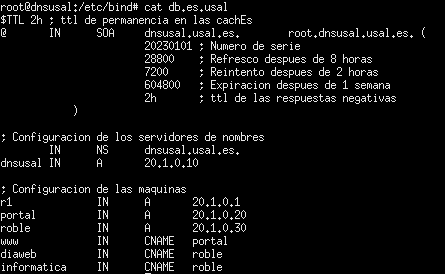 root@dnsusal:/etc/bind# cat db.es.usal
$TTL 2h ; ttl de permanencia en las cachEs
@ IN SOA dnsusal.usal.es. root.dnsusal.usal.es. (
20230101 ; Numero de serie
28800 ; Refresco despues de 8 horas
7200 ; Reintento despues de 2 horas
604800 ; Expiracion despues de 1 semana
2h ; ttl de las respuestas negativas
)
; Configuracion de los servidores de nombres
IN NS dnsusal.usal.es.
dnsusal IN A 20.1.0.10
; Configuracion de las maquinas
r1 IN A 20.1.0.1
portal IN A 20.1.0.20
roble IN A 20.1.0.30
www IN CNAME portal
diaweb IN CNAME roble
informatica IN CNAME roble